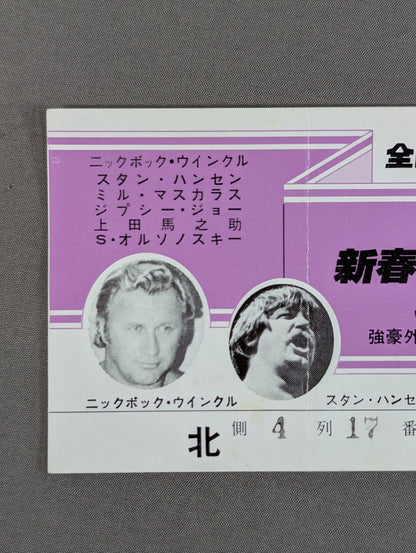 ニックボック・ウインクル
スタン・ハンセン
ミル・マスカラス
ジプシー・ジョー
上田馬之助
S・オルソノスキー
全
新春
強豪外
ニックボック・ウインクル
スタン・ハンセ
北 側 4 列 17 番